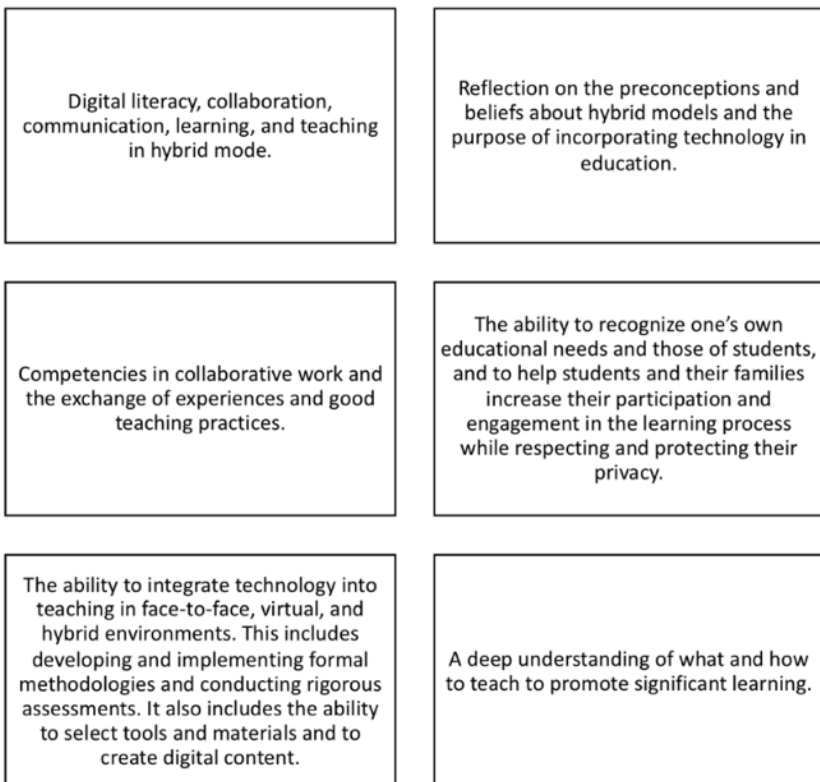 Digital literacy, collaboration,
communication, learning, and teaching
in hybrid mode.
Reflection on the preconceptions and
beliefs about hybrid models and the
purpose of incorporating technology in
education.
Competencies in collaborative work and
the exchange of experiences and good
teaching practices.
The ability to recognize one’s own
educational needs and those of students,
and to help students and their families
increase their participation and
engagement in the learning process
while respecting and protecting their
privacy.
The ability to integrate technology into
teaching in face-to-face, virtual, and
hybrid environments. This includes
developing and implementing formal
methodologies and conducting rigorous
assessments. It also includes the ability
to select tools and materials and to
create digital content.
A deep understanding of what and how
to teach to promote significant learning.